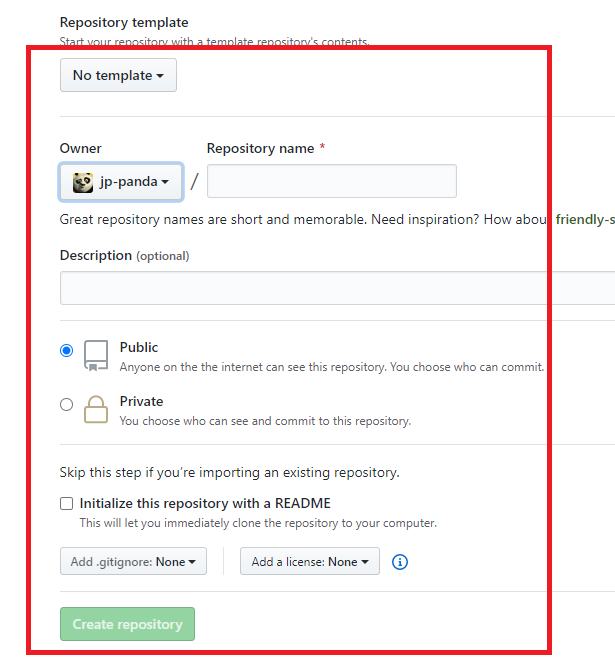 Repository template
Start your repository with a template repository's contents.
No template
Owner
Repository name *
jp-panda
/
Great repository names are short and memorable. Need inspiration? How about friendly-s
Description (optional)
Public
Anyone on the the internet can see this repository. You choose who can commit.
Private
You choose who can see and commit to this repository.
Skip this step if you're importing an existing repository.
Initialize this repository with a README
This will let you immediately clone the repository to your computer.
Add .gitignore: None
Add a license: None
Create repository